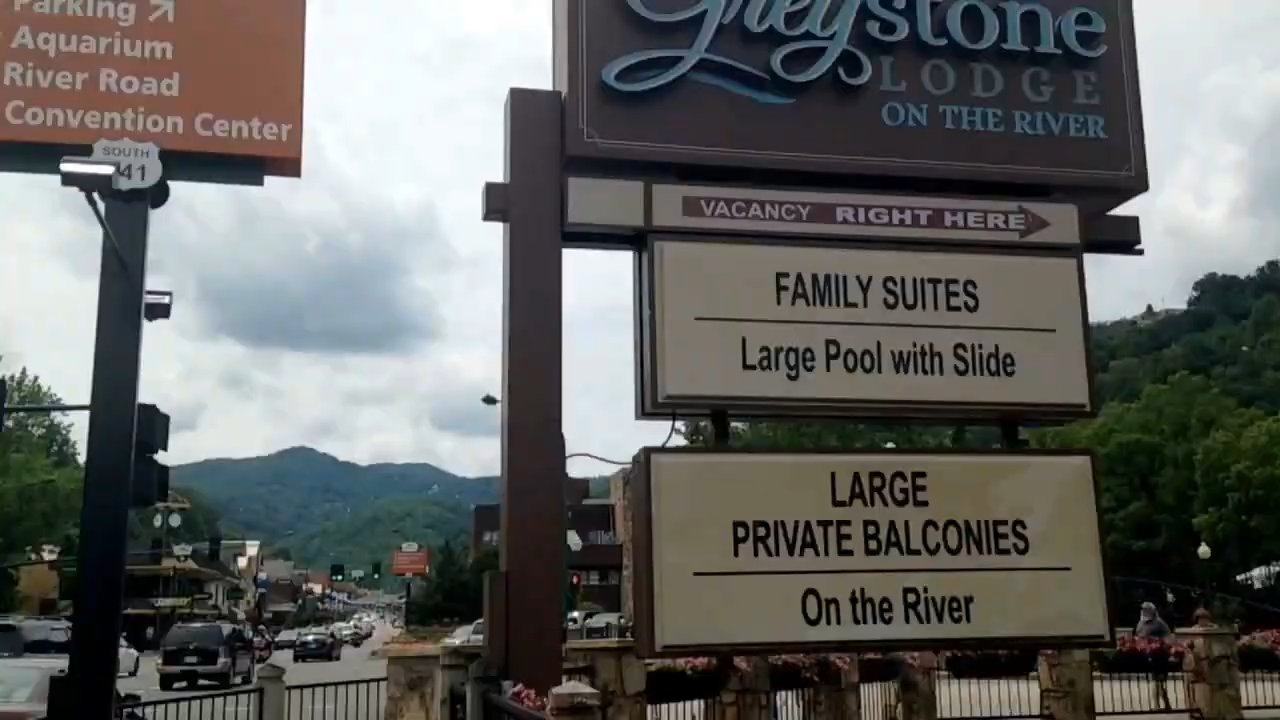 Parking
Aquarium
River Road
Convention Center
SOUTH
41
Greystone
LODGE
ON THE RIVER
VACANCY RIGHT HERE
FAMILY SUITES
Large Pool with Slide
LARGE
PRIVATE BALCONIES
On the River